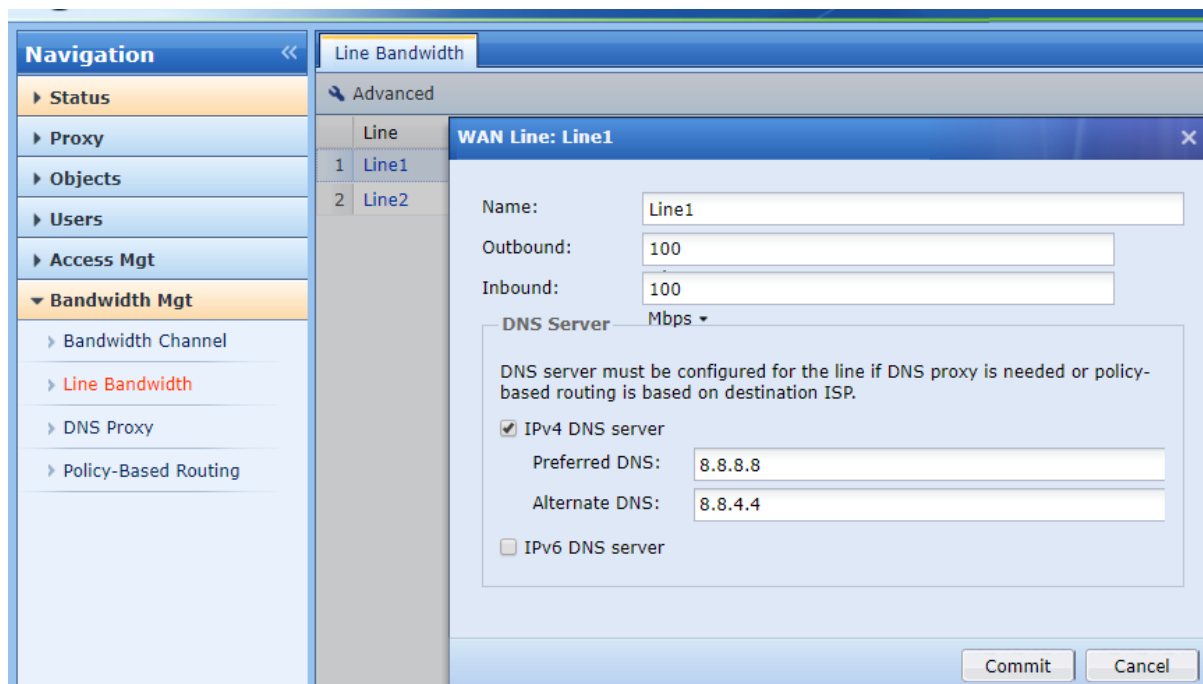 Navigation
Status
Proxy
Objects
Users
Access Mgt
Bandwidth Mgt
Bandwidth Channel
Line Bandwidth
DNS Proxy
Policy-Based Routing
Line Bandwidth
Advanced
Line
1 Line1
2 Line2
WAN Line: Line1
Name: Line1
Outbound: 100
Inbound: 100
Mbps
DNS Server
DNS server must be configured for the line if DNS proxy is needed or policy-
based routing is based on destination ISP.
IPv4 DNS server
Preferred DNS: 8.8.8.8
Alternate DNS: 8.8.4.4
IPv6 DNS server
Commit Cancel